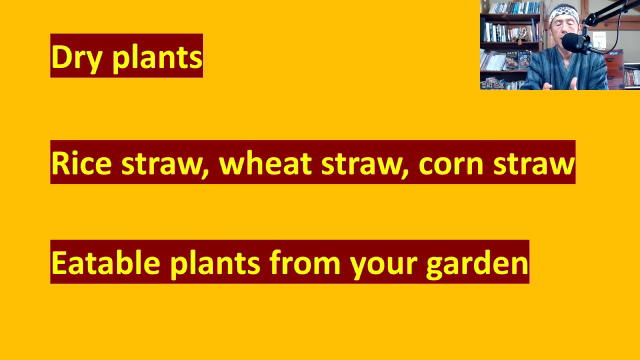 Dry plants
Rice straw, wheat straw, corn straw
Eatable plants from your garden